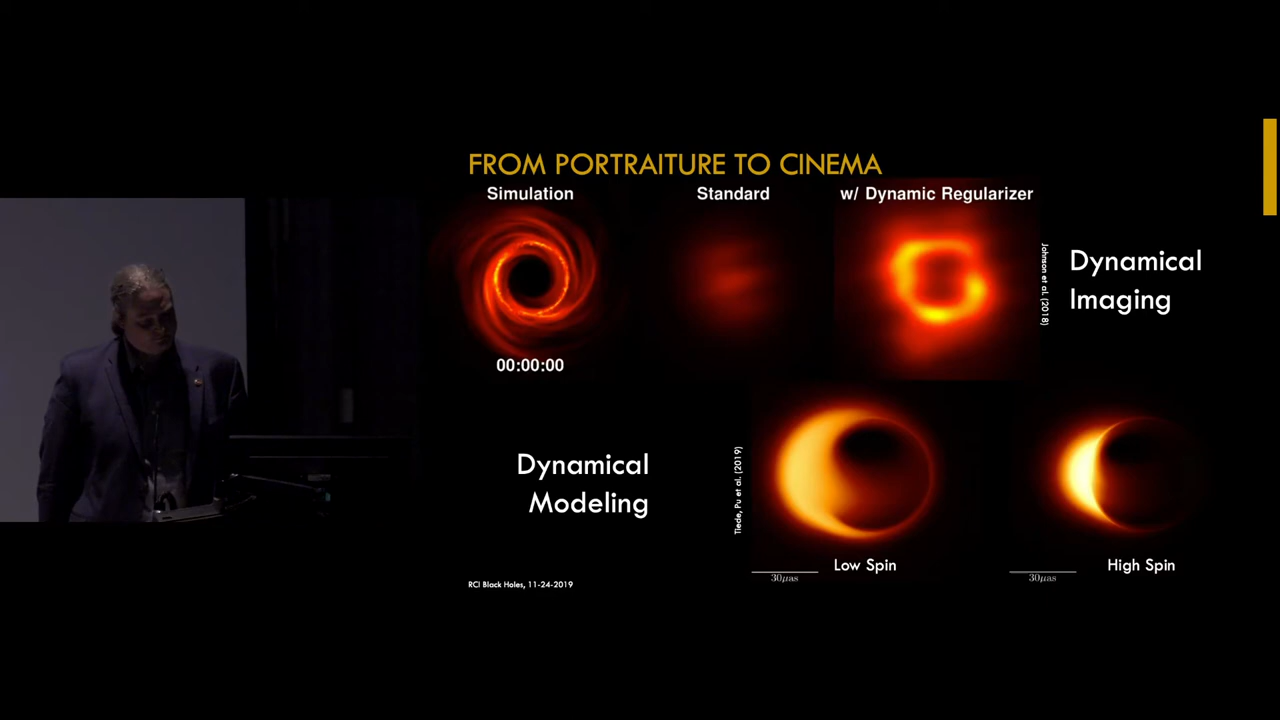 FROM PORTRAITURE TO CINEMA
Simulation
Standard
w/ Dynamic Regularizer
Johnson et al. (2018)
Dynamical
Imaging
00:00:00
Dynamical
Modeling
Tiede, Pu et al. (2019)
Low Spin
High Spin
30μas
30μas
RCI Black Holes, 11-24-2019